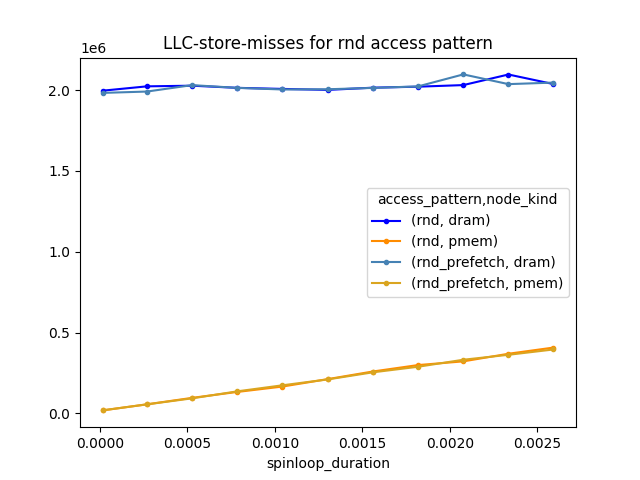 LLC-store-misses for rnd access pattern
1e6
2.0
1.5
1.0
0.5
0.0
access_pattern,node_kind
(rnd, dram)
(rnd, pmem)
(rnd_prefetch, dram)
(rnd_prefetch, pmem)
0.0000 0.0005 0.0010 0.0015 0.0020 0.0025
spinloop_duration